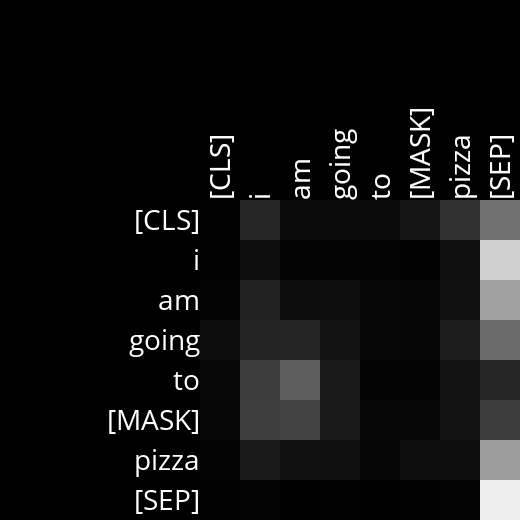 [CLS] i am going to [MASK] pizza [SEP]
[CLS]
i
am
going
to
[MASK]
pizza
[SEP]